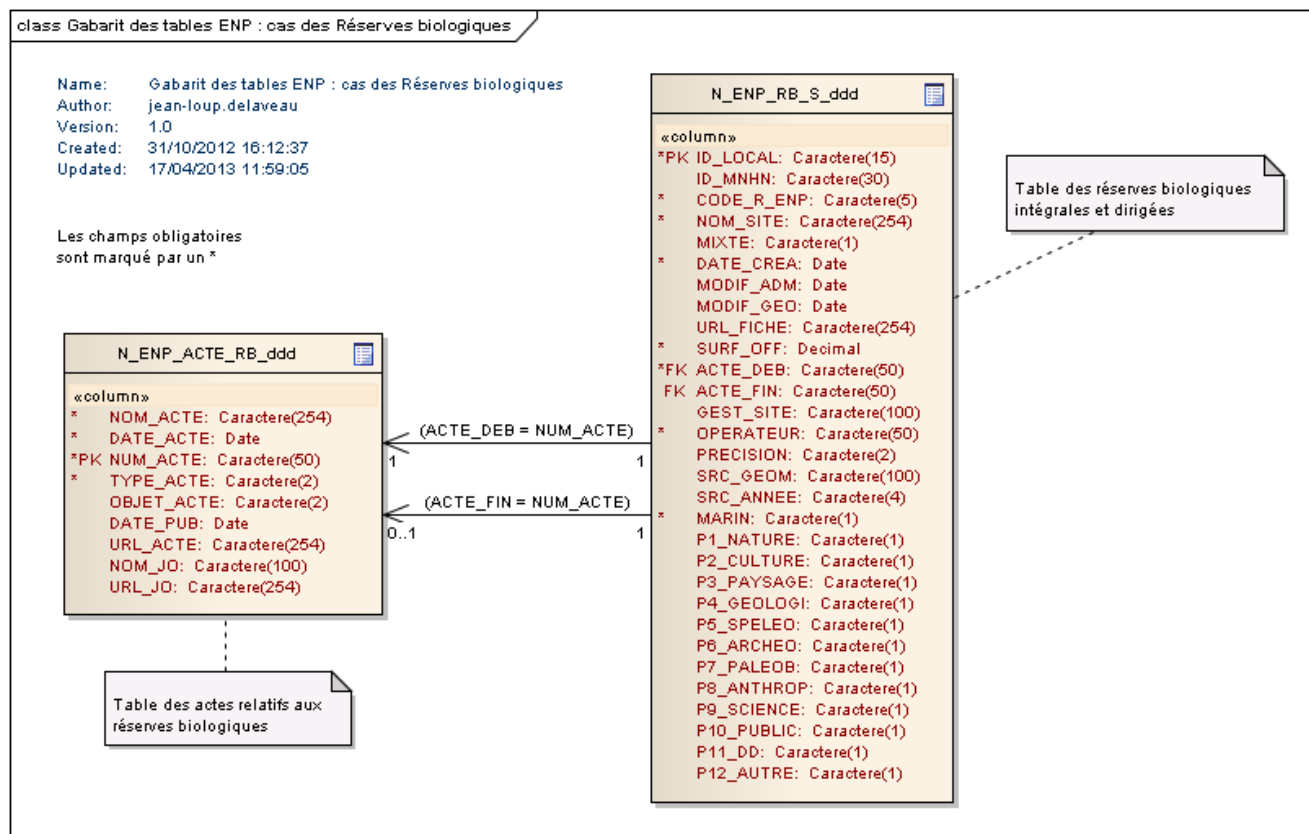 class Gabarit des tables ENP : cas des Réserves biologiques
Name: Gabarit des tables ENP : cas des Réserves biologiques
Author: jean-loup.delaveau
Version: 1.0
Created: 31/10/2012 16:12:37
Updated: 17/04/2013 11:59:05
Les champs obligatoires
sont marqué par un *
N_ENP_ACTE_RB_ddd
«column»
* NOM_ACTE: Caractere(254)
* DATE_ACTE: Date
*PK NUM_ACTE: Caractere(50)
* TYPE_ACTE: Caractere(2)
OBJET_ACTE: Caractere(2)
DATE_PUB: Date
URL_ACTE: Caractere(254)
NOM_JO: Caractere(100)
URL_JO: Caractere(254)
Table des actes relatifs aux
réserves biologiques
(ACTE_DEB = NUM_ACTE)
1 1
(ACTE_FIN = NUM_ACTE)
0..1 1
N_ENP_RB_S_ddd
«column»
*PK ID_LOCAL: Caractere(15)
ID_MNHN: Caractere(30)
* CODE_R_ENP: Caractere(5)
* NOM_SITE: Caractere(254)
MIXTE: Caractere(1)
* DATE_CREA: Date
MODIF_ADM: Date
MODIF_GEO: Date
URL_FICHE: Caractere(254)
* SURF_OFF: Decimal
*FK ACTE_DEB: Caractere(50)
FK ACTE_FIN: Caractere(50)
GEST_SITE: Caractere(100)
* OPERATEUR: Caractere(50)
PRECISION: Caractere(2)
SRC_GEOM: Caractere(100)
SRC_ANNEE: Caractere(4)
* MARIN: Caractere(1)
P1_NATURE: Caractere(1)
P2_CULTURE: Caractere(1)
P3_PAYSAGE: Caractere(1)
P4_GEOLOGI: Caractere(1)
P5_SPELEO: Caractere(1)
P6_ARCHEO: Caractere(1)
P7_PALEOB: Caractere(1)
P8_ANTHROP: Caractere(1)
P9_SCIENCE: Caractere(1)
P10_PUBLIC: Caractere(1)
P11_DD: Caractere(1)
P12_AUTRE: Caractere(1)
Table des réserves biologiques
intégrales et dirigées